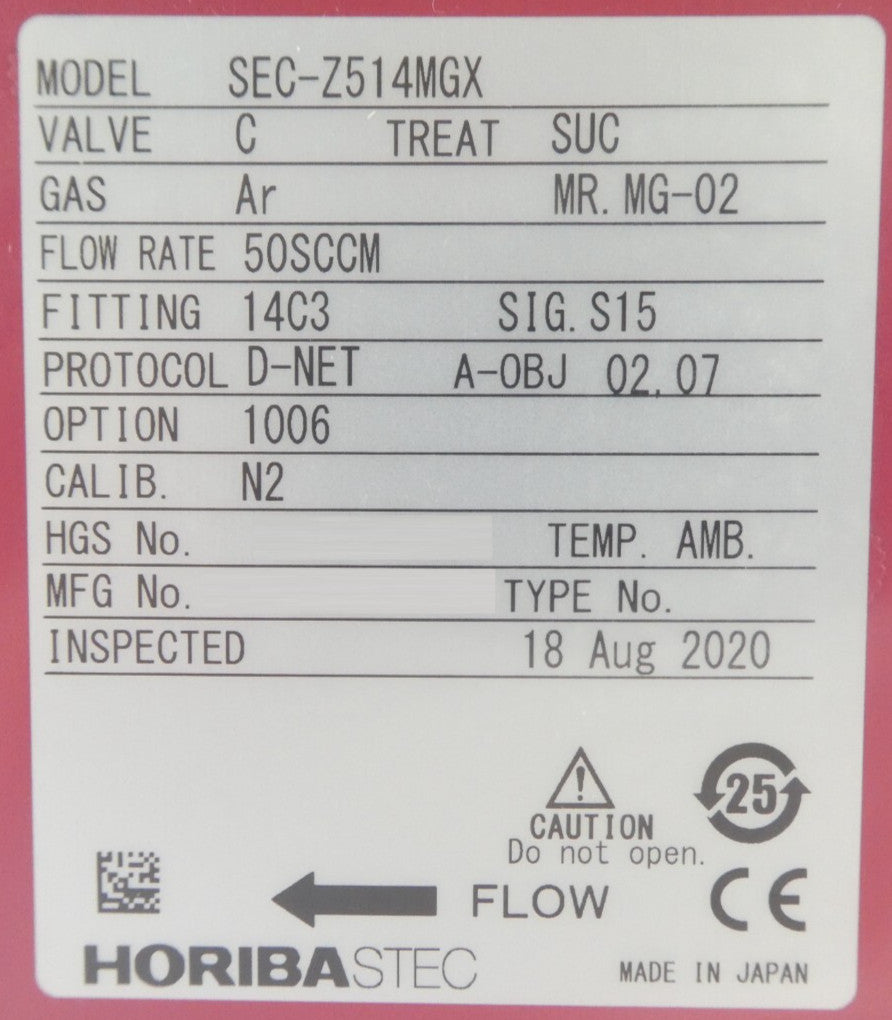 MODEL SEC-Z514MGX
VALVE C TREAT SUC
GAS Ar MR. MG-02
FLOW RATE 50SCCM
FITTING 14C3 SIG. S15
PROTOCOL D-NET A-OBJ 02, 07
OPTION 1006
CALIB. N2
HGS No. TEMP. AMB.
MFG No. TYPE No.
INSPECTED 18 Aug 2020
25
CAUTION
Do not open.
FLOW CE
HORIBASTEC MADE IN JAPAN